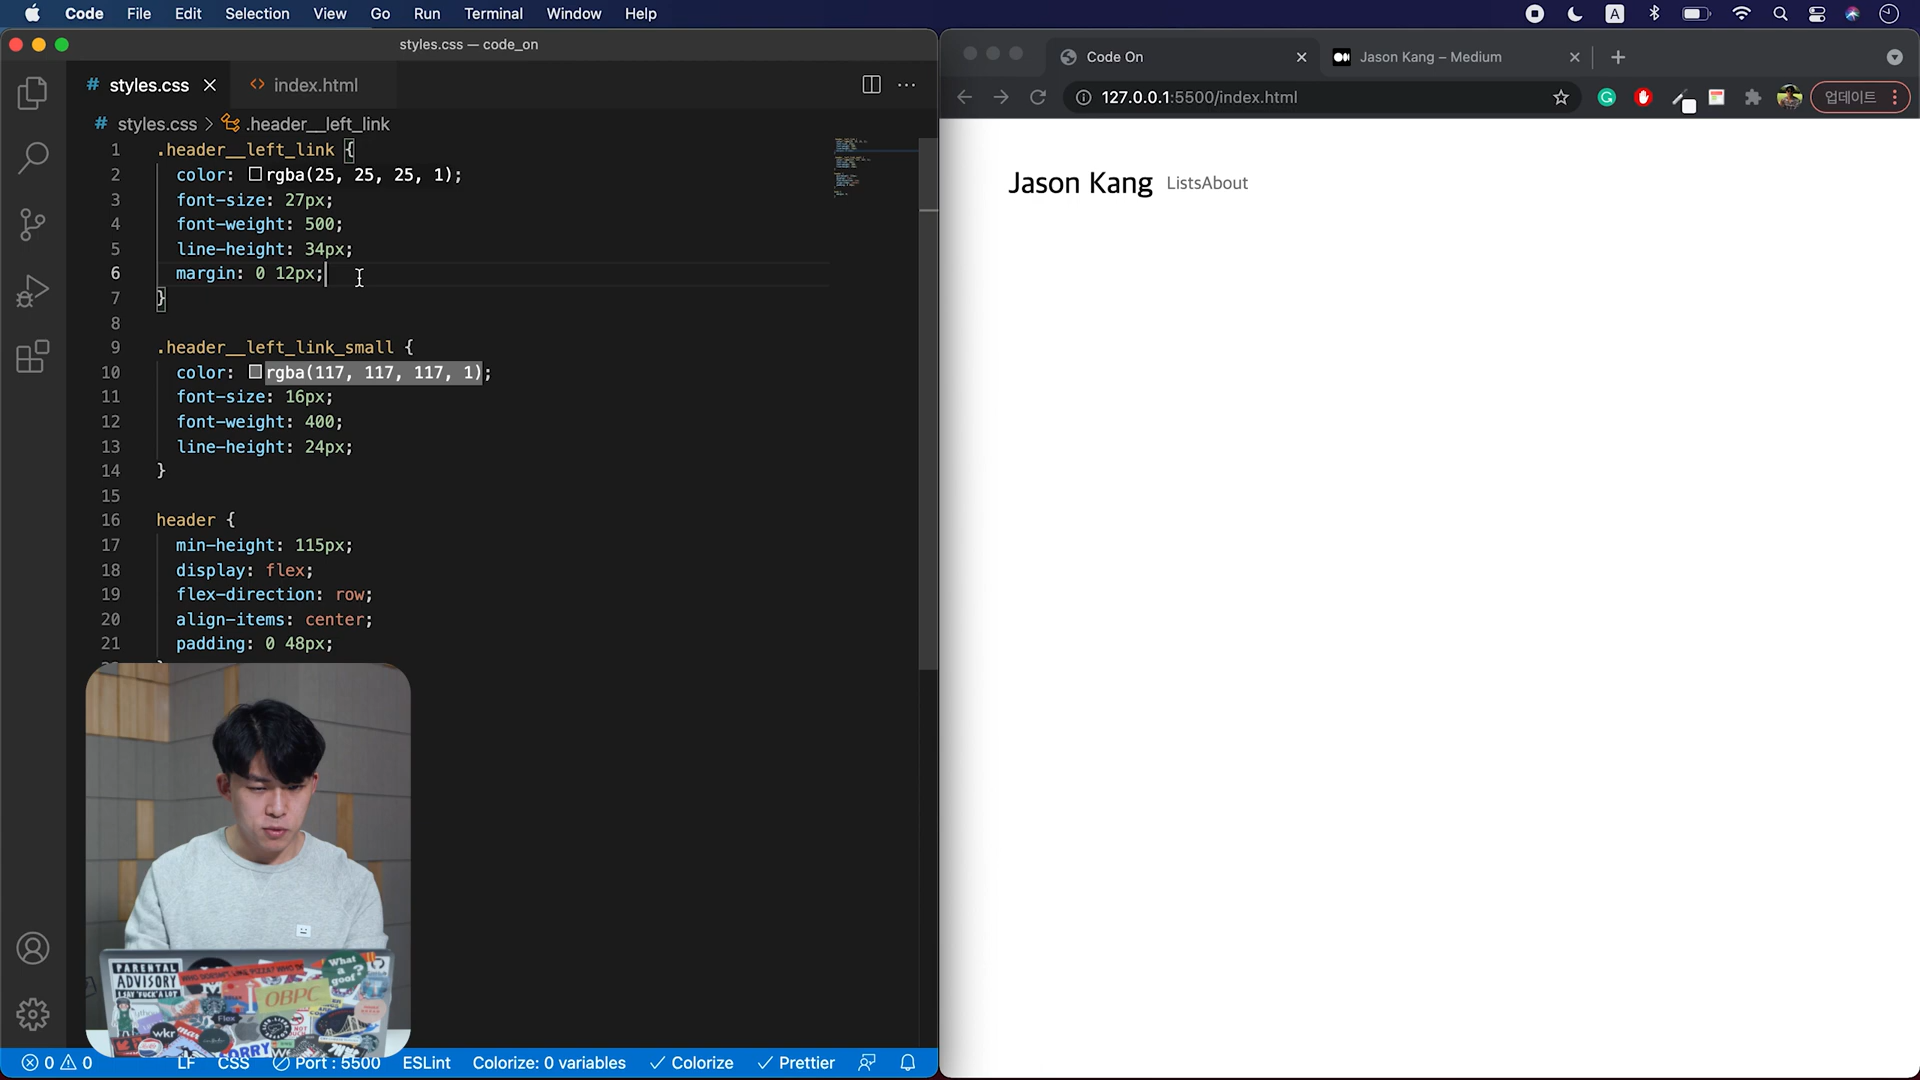 Code File Edit Selection View Go Run Terminal Window Help
A
styles.css — code_on
# styles.css
<> index.html
# styles.css > .header__left_link
1 .header__left_link {
2 color: rgba(25, 25, 25, 1);
3 font-size: 27px;
4 font-weight: 500;
5 line-height: 34px;
6 margin: 0 12px;
7 }
8
9 .header__left_link_small {
10 color: rgba(117, 117, 117, 1);
11 font-size: 16px;
12 font-weight: 400;
13 line-height: 24px;
14 }
15
16 header {
17 min-height: 115px;
18 display: flex;
19 flex-direction: row;
20 align-items: center;
21 padding: 0 48px;
PARENTAL
ADVISORY
What
a
goof?
OBPC
Flex
wkr
mar
0 0 LF CSS Port : 5500 ESLint Colorize: 0 variables Colorize Prettier
Code On
Jason Kang – Medium
127.0.0.1:5500/index.html
업데이트
Jason Kang ListsAbout